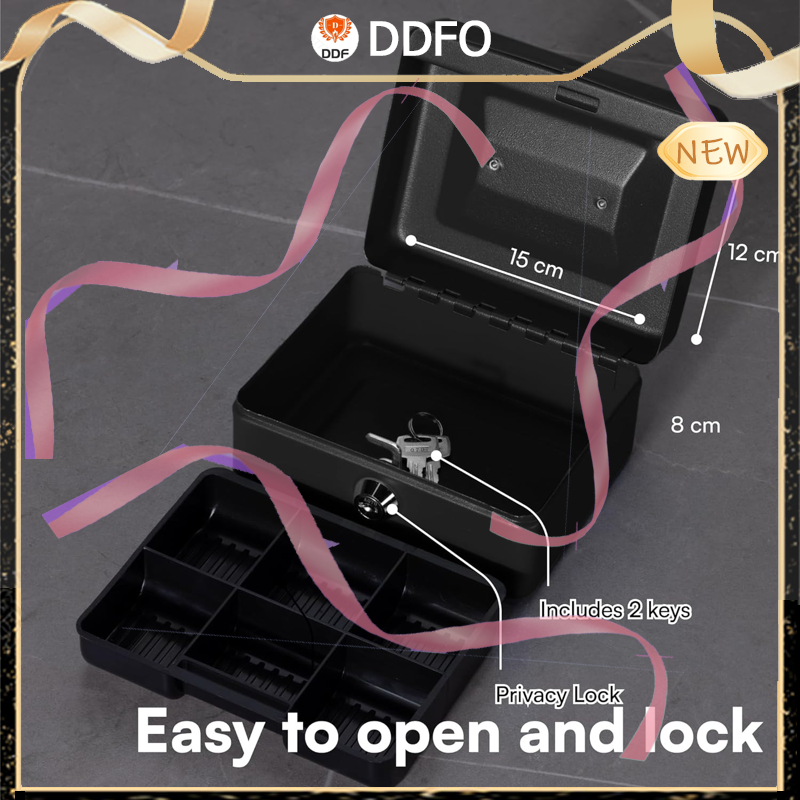 DDF
DDFO
NEW
15 cm
12 cm
8 cm
Includes 2 keys
Privacy Lock
Easy to open and lock